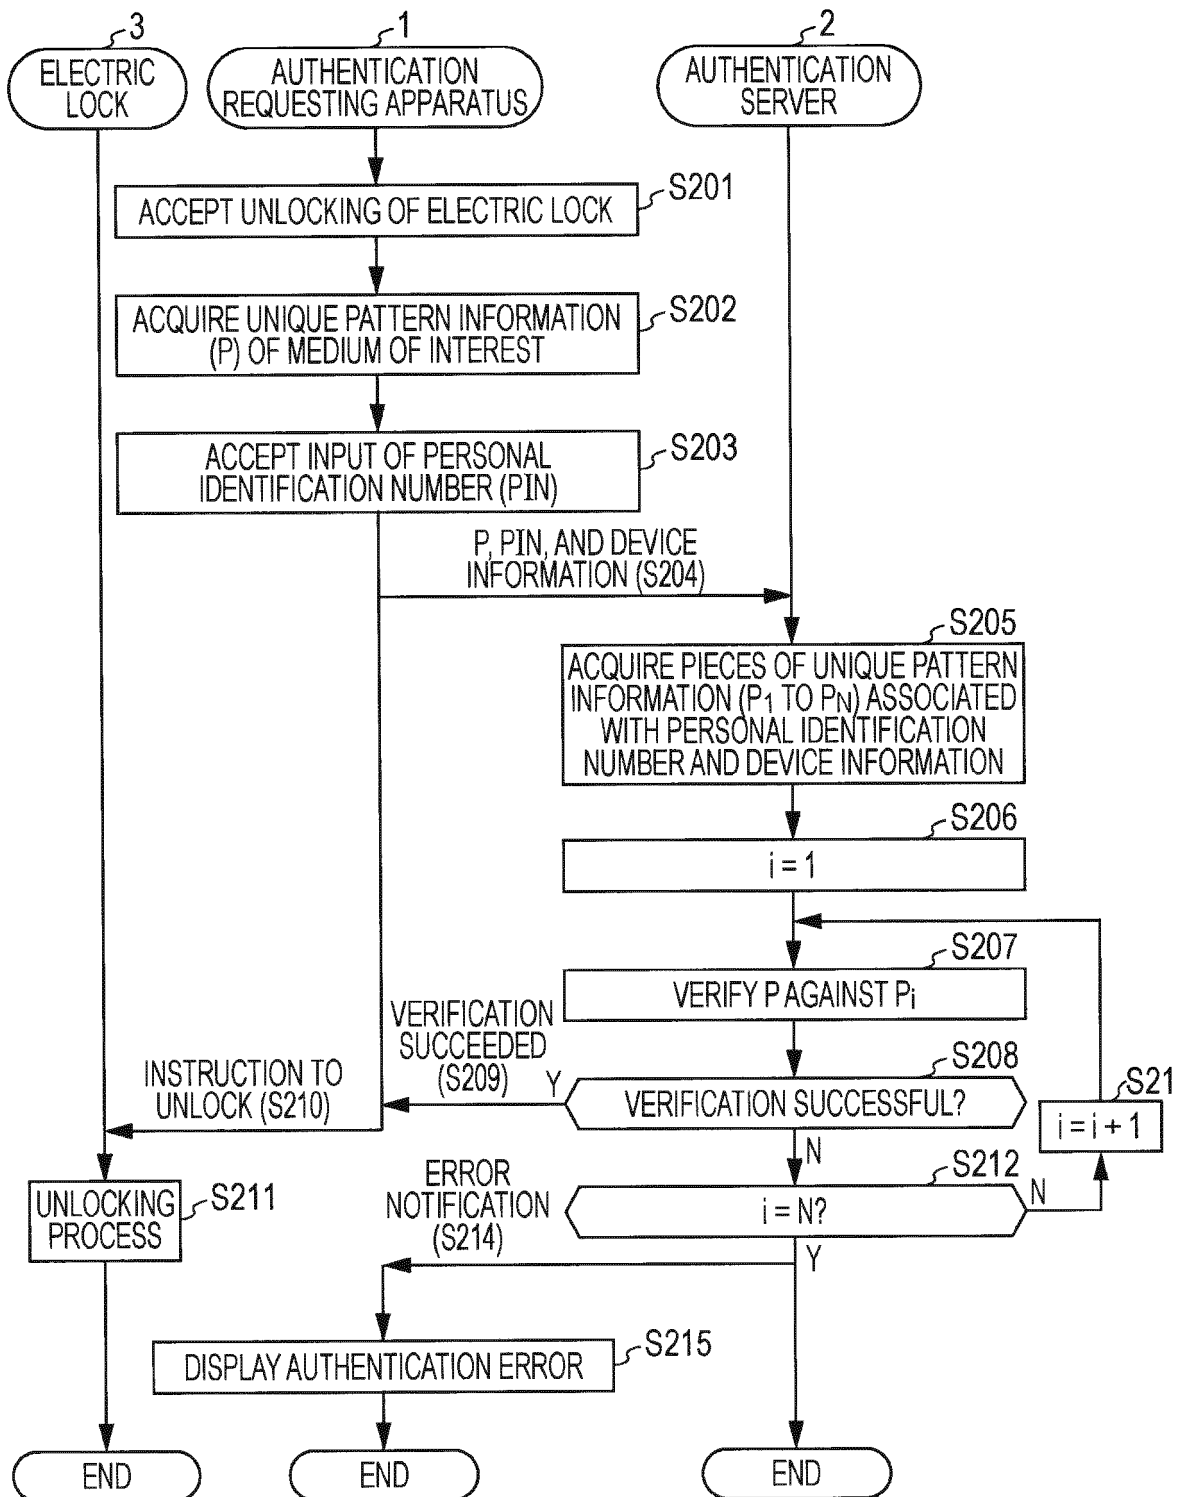 3
1
2
ELECTRIC
LOCK
AUTHENTICATION
REQUESTING APPARATUS
AUTHENTICATION
SERVER
S201
ACCEPT UNLOCKING OF ELECTRIC LOCK
S202
ACQUIRE UNIQUE PATTERN INFORMATION
(P) OF MEDIUM OF INTEREST
S203
ACCEPT INPUT OF PERSONAL
IDENTIFICATION NUMBER (PIN)
P, PIN, AND DEVICE
INFORMATION (S204)
S205
ACQUIRE PIECES OF UNIQUE PATTERN
INFORMATION (P1 TO PN) ASSOCIATED
WITH PERSONAL IDENTIFICATION
NUMBER AND DEVICE INFORMATION
S206
i = 1
S207
VERIFY P AGAINST Pi
VERIFICATION
SUCCEEDED
(S209)
Y
S208
VERIFICATION SUCCESSFUL?
S21
i = i + 1
INSTRUCTION TO
UNLOCK (S210)
N
S212
i = N?
N
Y
ERROR
NOTIFICATION
(S214)
S211
UNLOCKING
PROCESS
S215
DISPLAY AUTHENTICATION ERROR
END
END
END